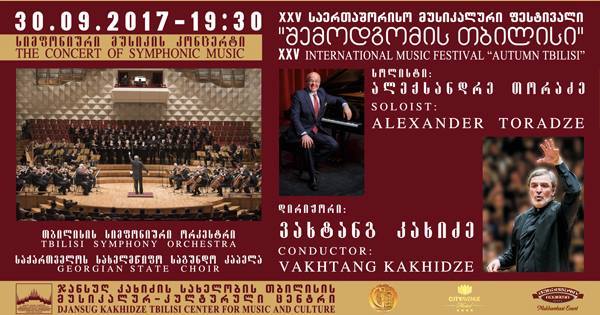 30.09.2017-19:30
სიმფონიური მუსიკის კონცერტი
THE CONCERT OF SYMPHONIC MUSIC
თბილისის სიმფონიური ორკესტრი
TBILISI SYMPHONY ORCHESTRA
საქართველოს სახელმწიფო საგუნდო კაპელა
GEORGIAN STATE CHOIR
XXV საერთაშორისო მუსიკალური ფესტივალი
"შემოდგომის თბილისი"
XXV INTERNATIONAL MUSIC FESTIVAL "AUTUMN TBILISI"
სოლისტი:
ალექსანდრე თორაძე
SOLOIST:
ALEXANDER TORADZE
დირიჟორი:
ვახტანგ კახიძე
CONDUCTOR:
VAKHTANG KAKHIDZE
ჯანსუღ კახიძის სახელობის თბილისის
მუსიკალურ-კულტურული ცენტრი
DJANSUG KAKHIDZE TBILISI CENTER FOR MUSIC AND CULTURE
CITY AVENUE